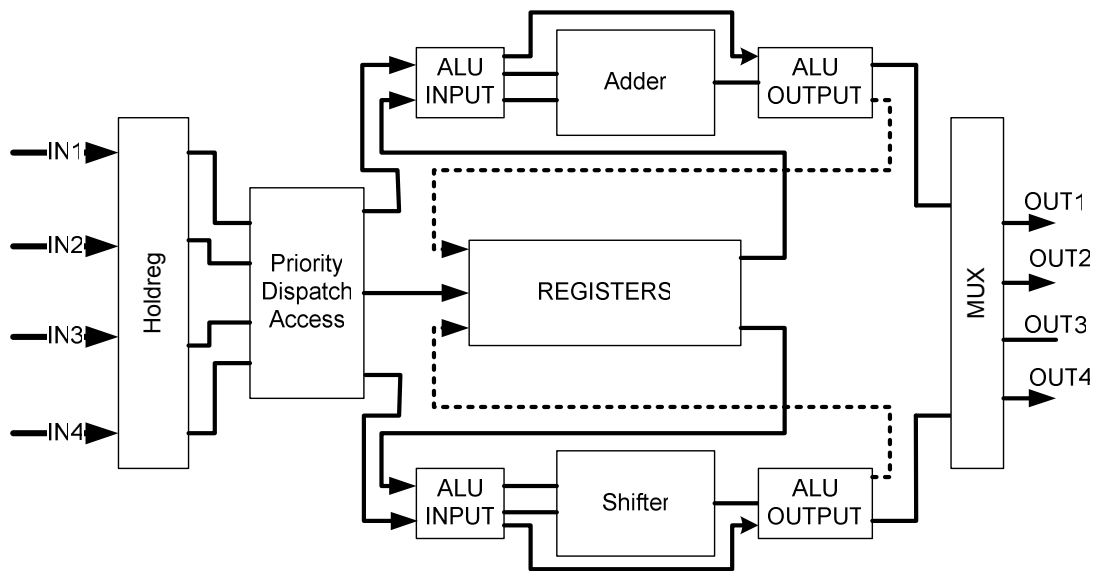 IN1
IN2
IN3
IN4
Holdreg
Priority
Dispatch
Access
ALU
INPUT
Adder
ALU
OUTPUT
REGISTERS
ALU
INPUT
Shifter
ALU
OUTPUT
MUX
OUT1
OUT2
OUT3
OUT4